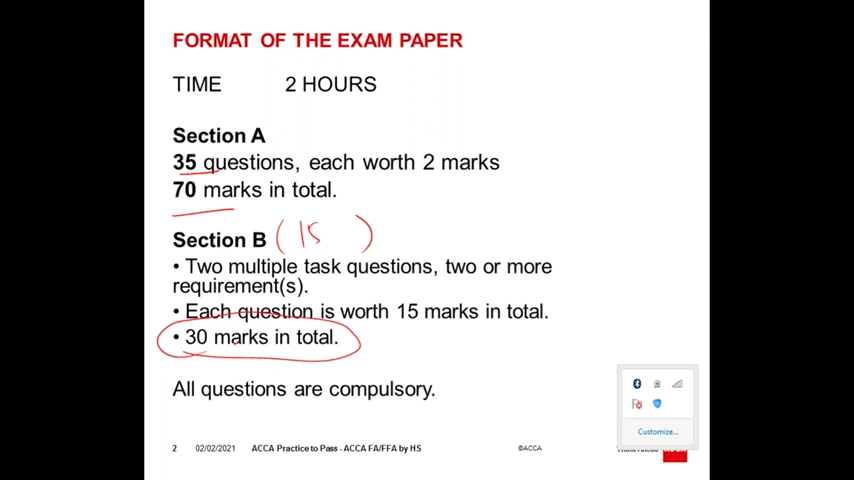 FORMAT OF THE EXAM PAPER
TIME 2 HOURS
Section A
35 questions, each worth 2 marks
70 marks in total.
Section B (15 )
• Two multiple task questions, two or more
requirement(s).
• Each question is worth 15 marks in total.
• 30 marks in total.
All questions are compulsory.
Customize...
2 02/02/2021 ACCA Practice to Pass - ACCA FA/FFA by HS ©ACCA